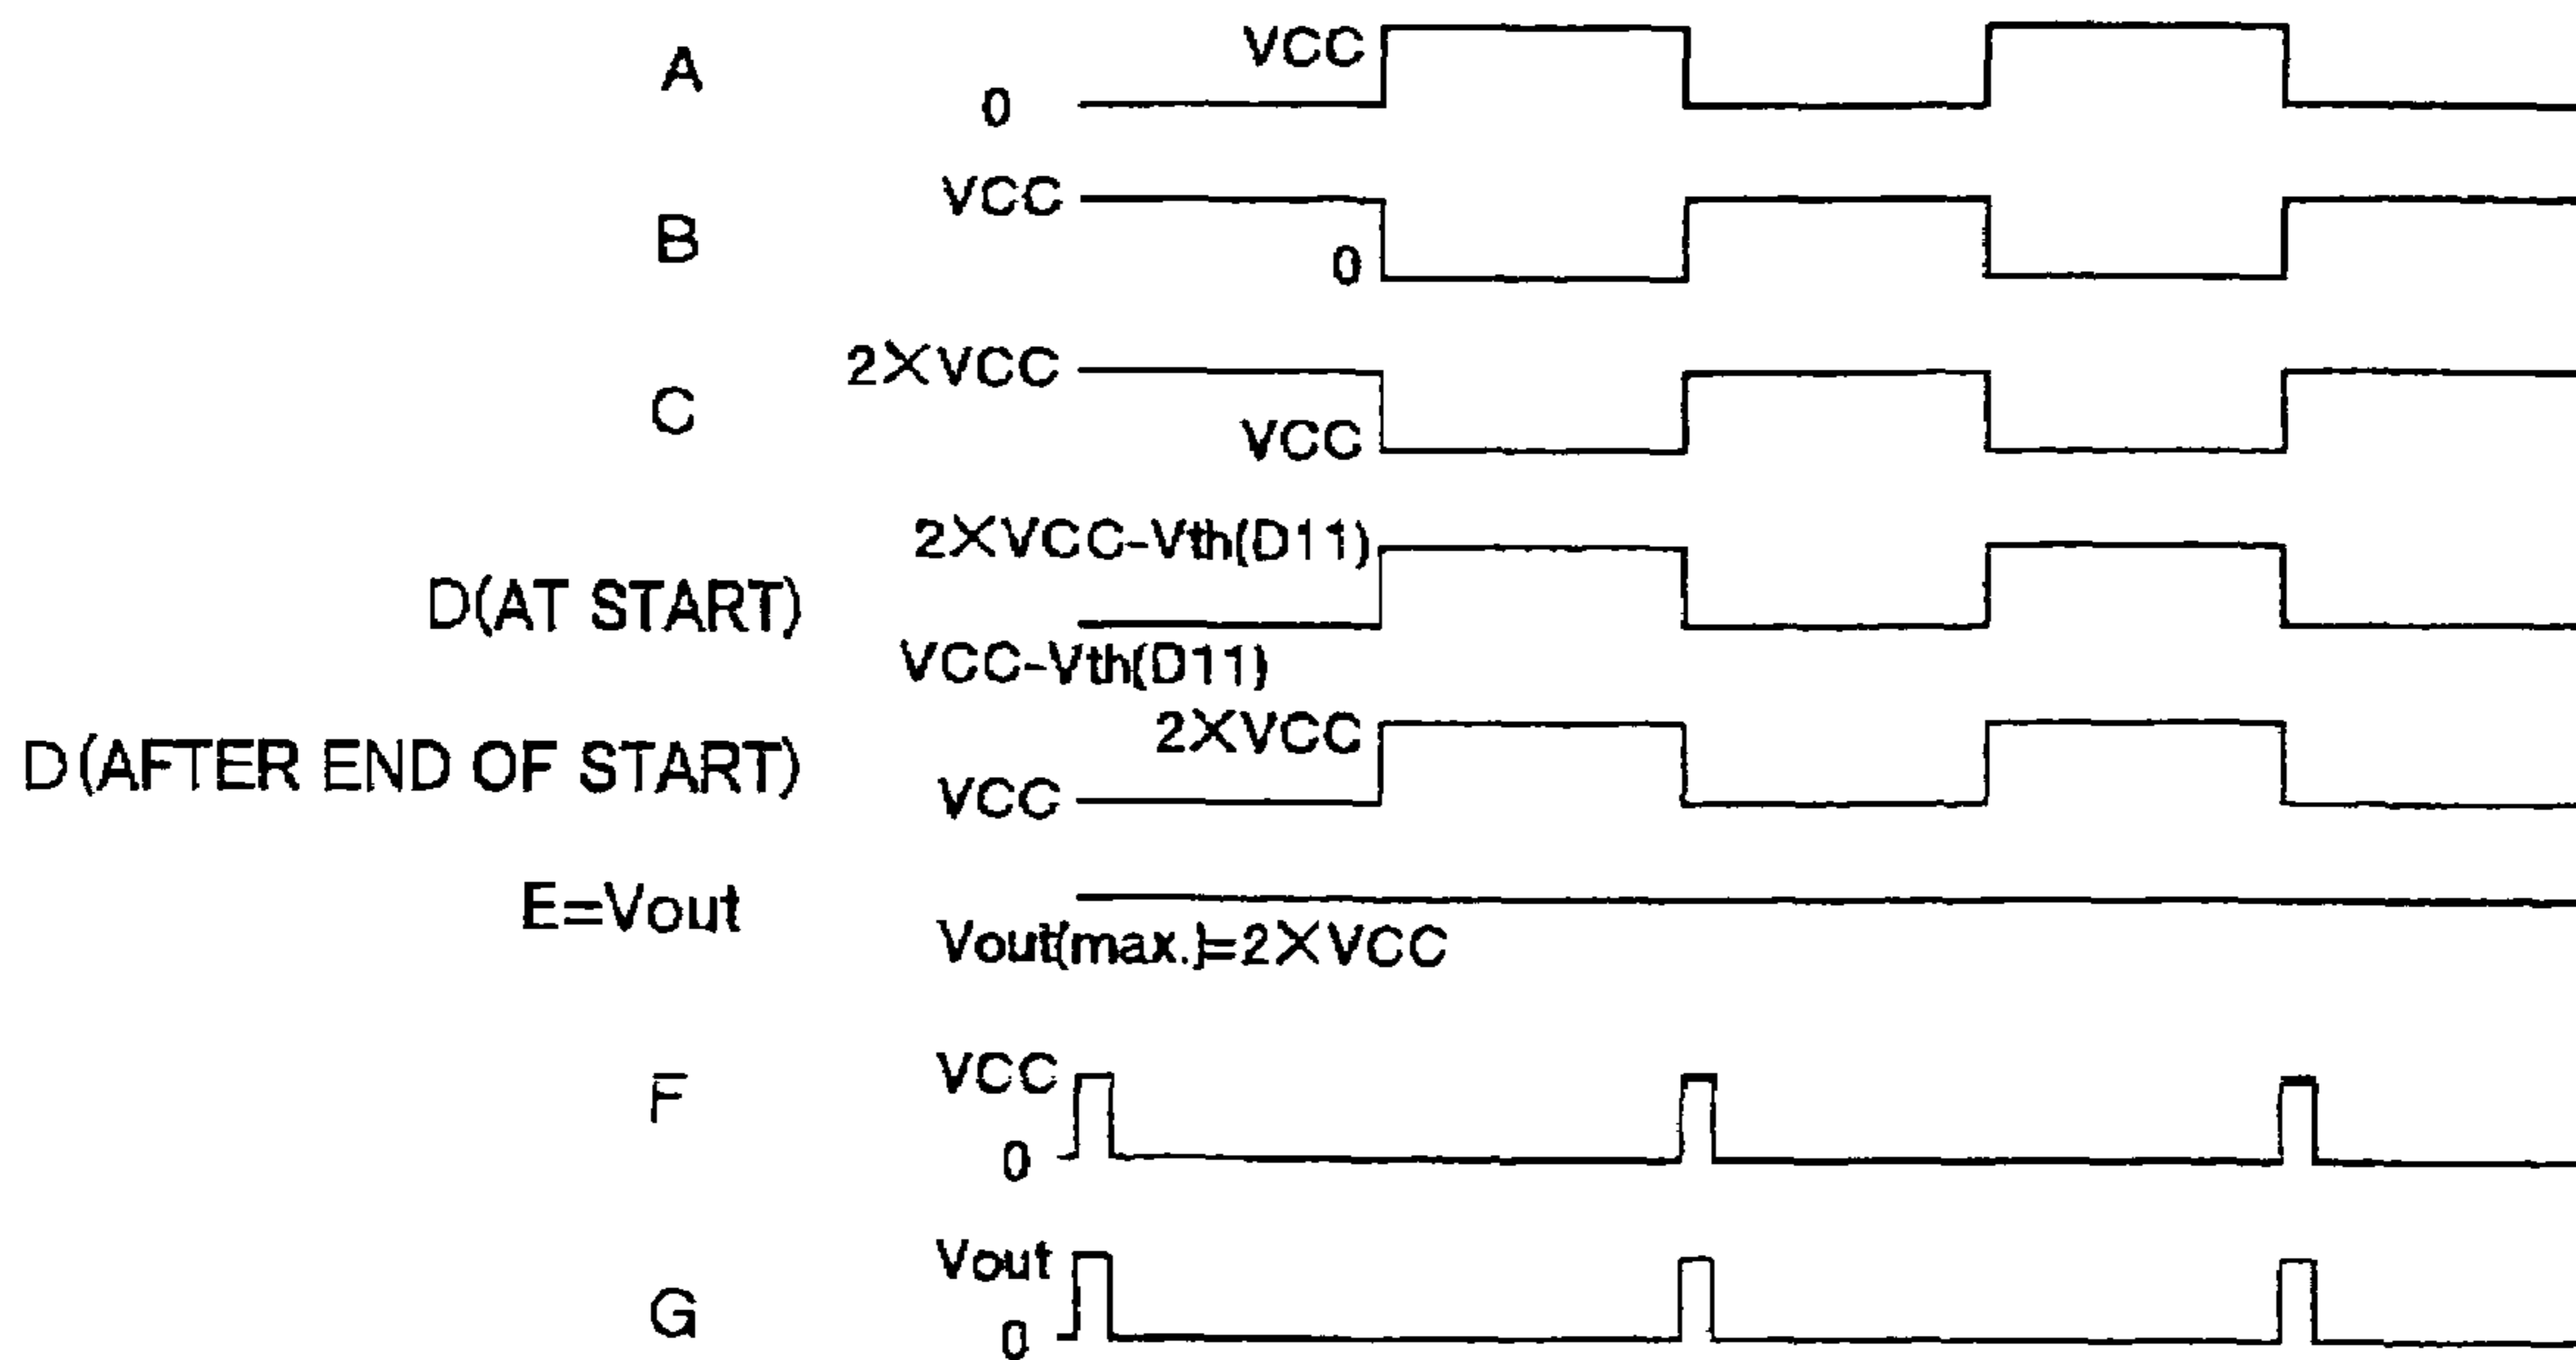 A
VCC
0
B
VCC
0
C
2×VCC
VCC
D(AT START)
2×VCC-Vth(D11)
VCC-Vth(D11)
D(AFTER END OF START)
2×VCC
VCC
E=Vout
Vout(max.)=2×VCC
F
VCC
0
G
Vout
0